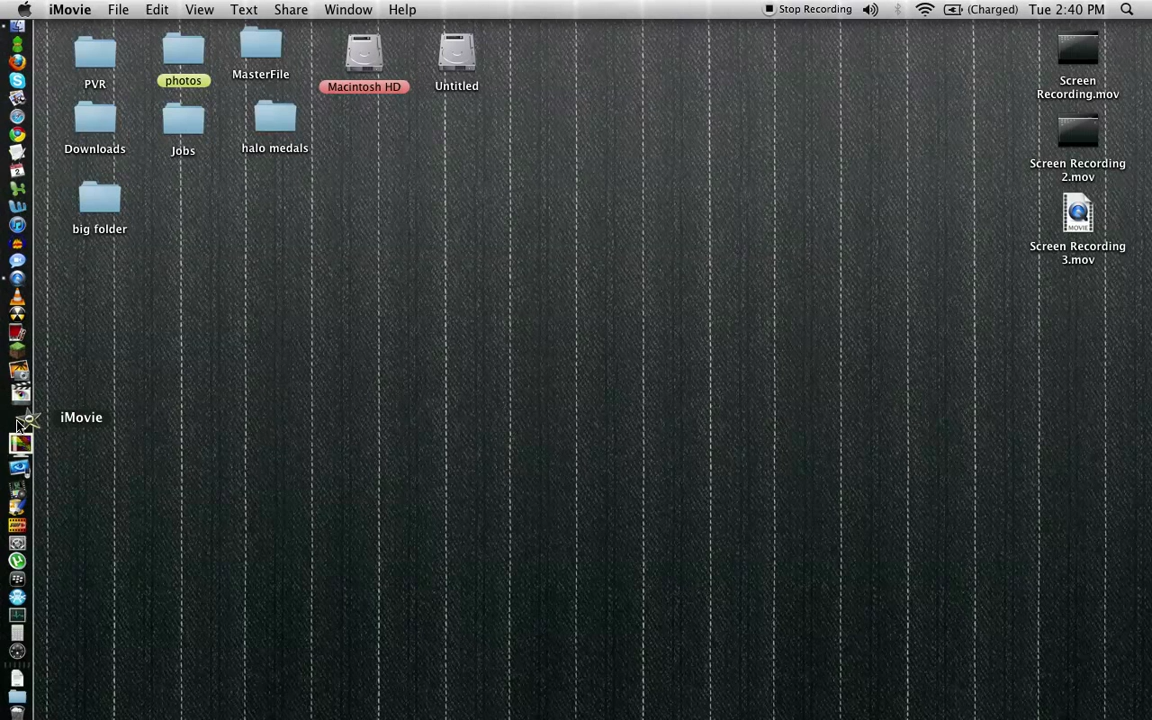 iMovie File Edit View Text Share Window Help Stop Recording (Charged) Tue 2:40 PM
PVR
photos
MasterFile
Macintosh HD
Untitled
Screen
Recording.mov
Downloads
Jobs
halo medals
Screen Recording
2.mov
big folder
Screen Recording
3.mov
iMovie